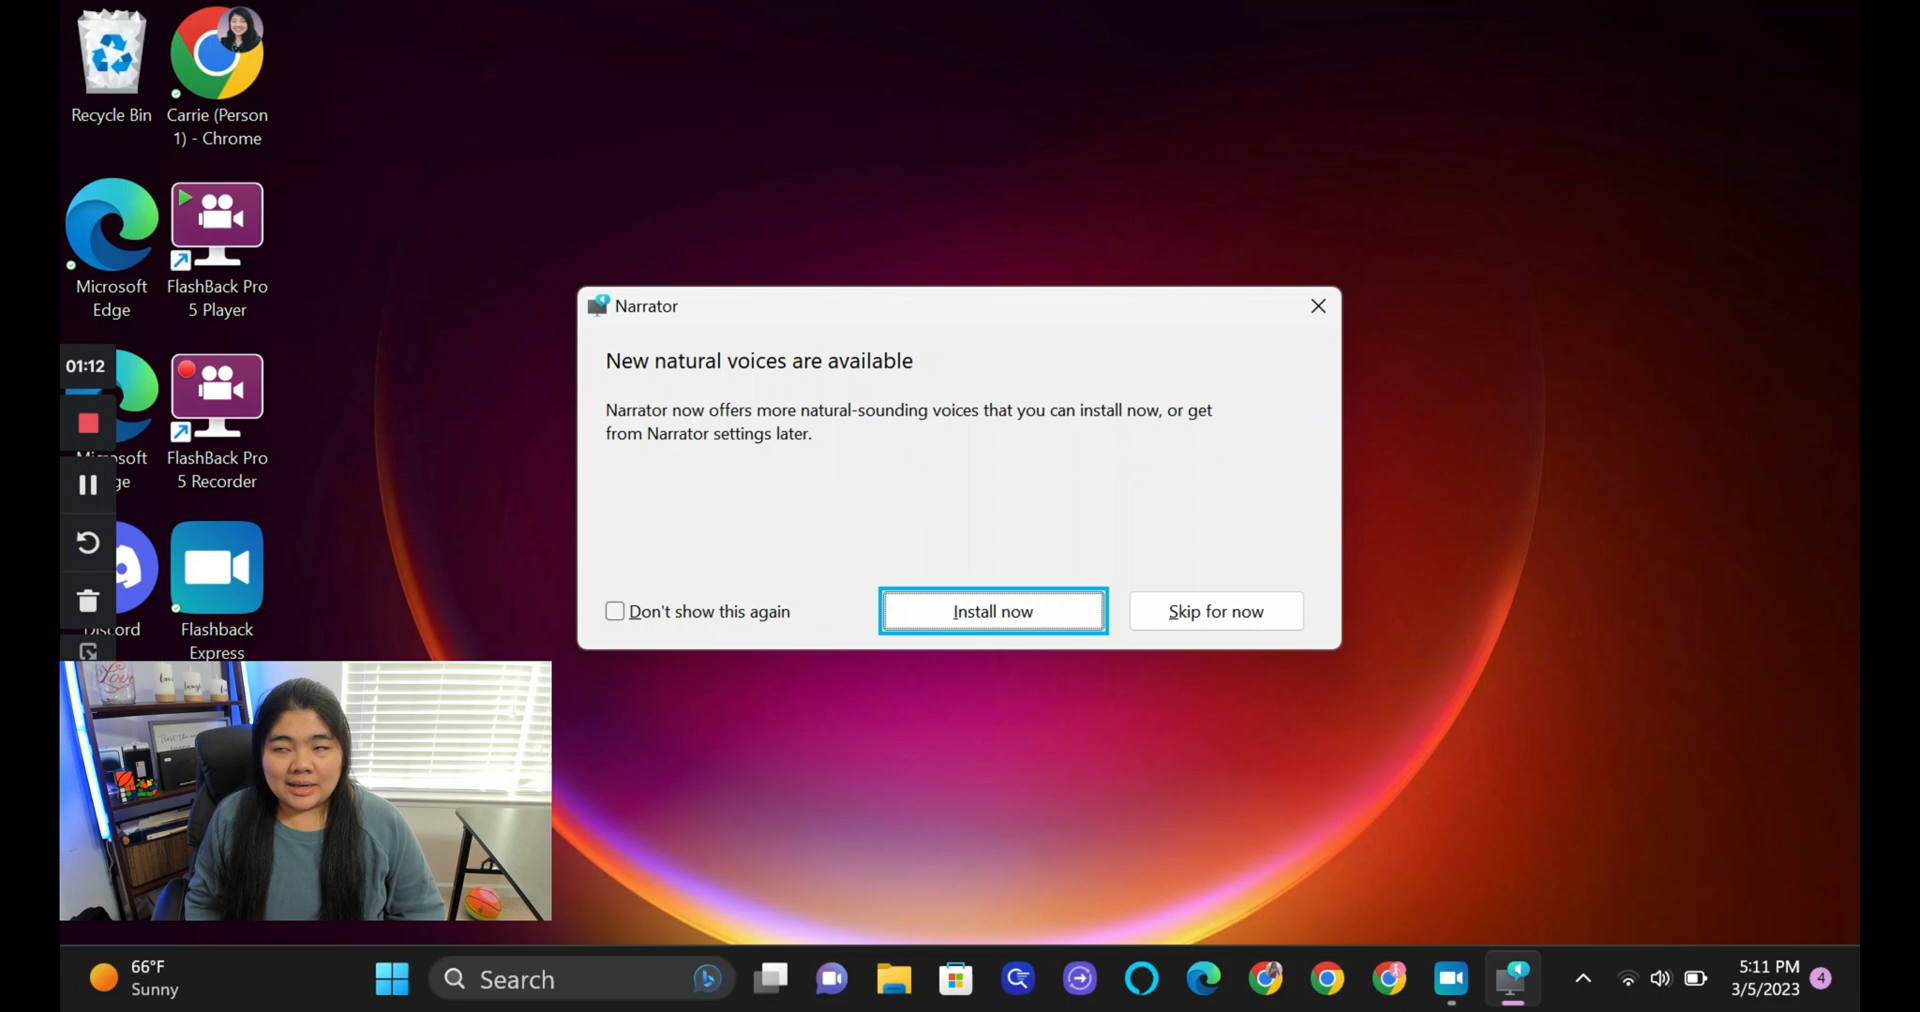 Recycle Bin
Carrie (Person
1) - Chrome
Microsoft
Edge
FlashBack Pro
5 Player
01:12
FlashBack Pro
5 Recorder
Flashback
Express
Narrator
New natural voices are available
Narrator now offers more natural-sounding voices that you can install now, or get
from Narrator settings later.
Don't show this again
Install now
Skip for now
Love
66°F
Sunny
Search
5:11 PM
3/5/2023
4